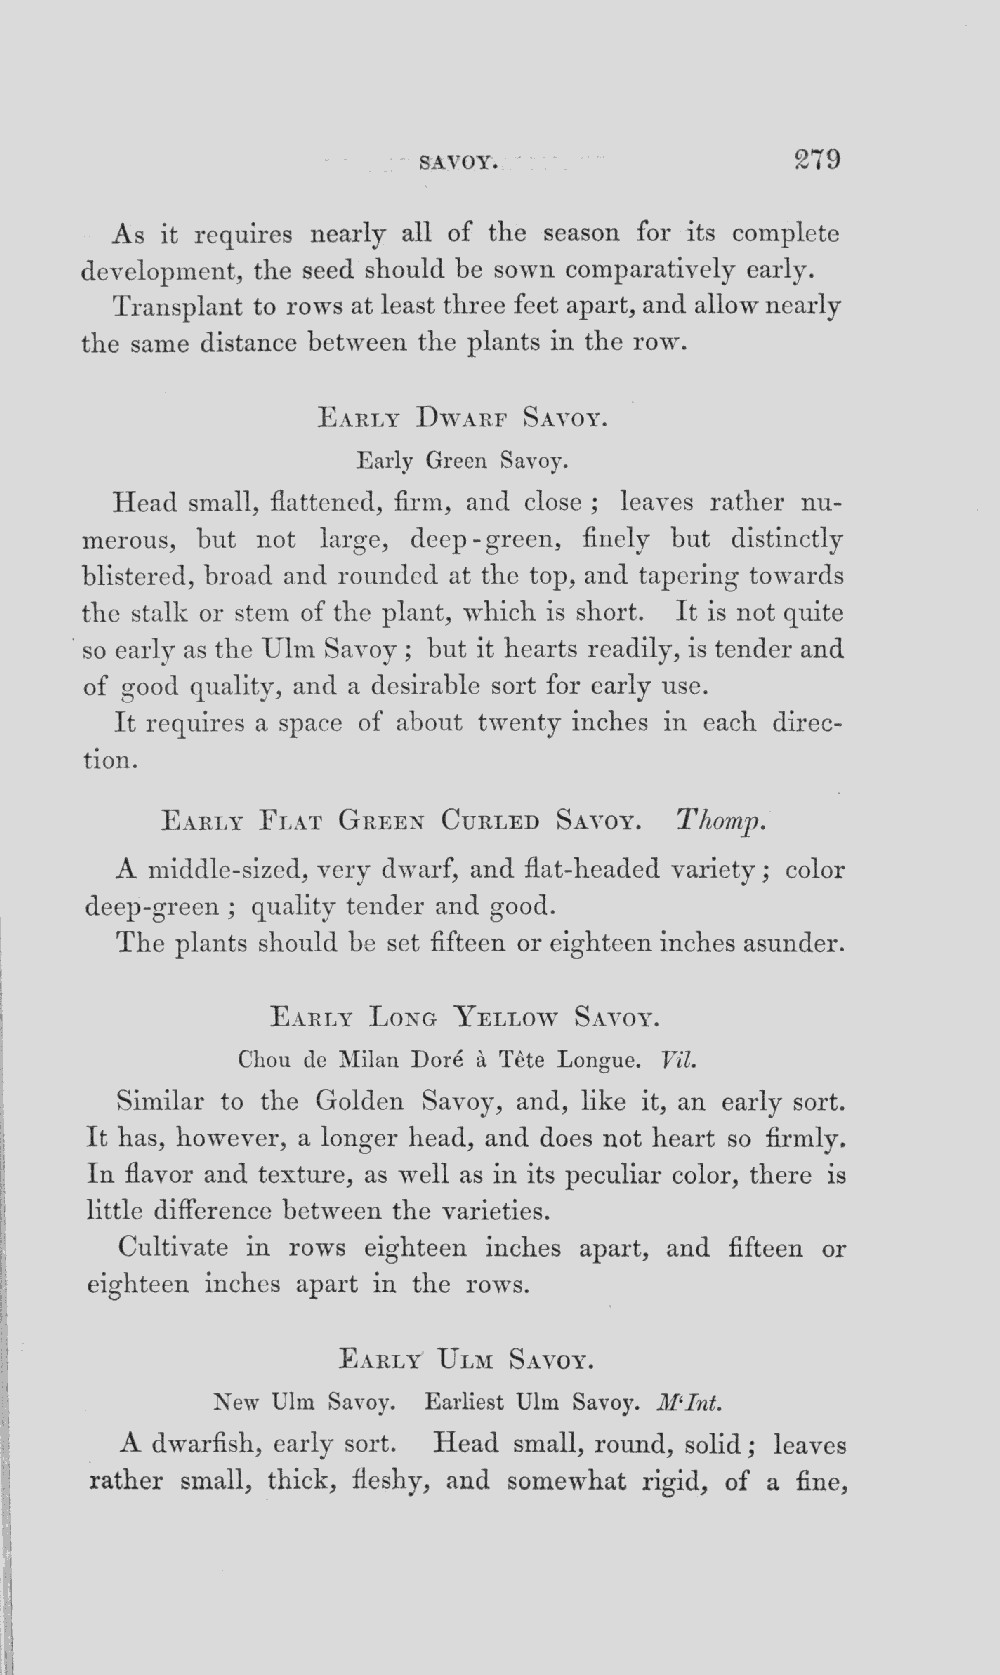 SAVOY. 279
As it requires nearly all of the season for its complete
development, the seed should be sown comparatively early.
Transplant to rows at least three feet apart, and allow nearly
the same distance between the plants in the row.
EARLY DWARF SAVOY.
Early Green Savoy.
Head small, flattened, firm, and close ; leaves rather nu-
merous, but not large, deep-green, finely but distinctly
blistered, broad and rounded at the top, and tapering towards
the stalk or stem of the plant, which is short. It is not quite
so early as the Ulm Savoy ; but it hearts readily, is tender and
of good quality, and a desirable sort for early use.
It requires a space of about twenty inches in each direc-
tion.
EARLY FLAT GREEN CURLED SAVOY. Thomp.
A middle-sized, very dwarf, and flat-headed variety ; color
deep-green ; quality tender and good.
The plants should be set fifteen or eighteen inches asunder.
EARLY LONG YELLOW SAVOY.
Chou de Milan Doré à Tête Longue. Vil.
Similar to the Golden Savoy, and, like it, an early sort.
It has, however, a longer head, and does not heart so firmly.
In flavor and texture, as well as in its peculiar color, there is
little difference between the varieties.
Cultivate in rows eighteen inches apart, and fifteen or
eighteen inches apart in the rows.
EARLY ULM SAVOY.
New Ulm Savoy. Earliest Ulm Savoy. M‘Int.
A dwarfish, early sort. Head small, round, solid ; leaves
rather small, thick, fleshy, and somewhat rigid, of a fine,